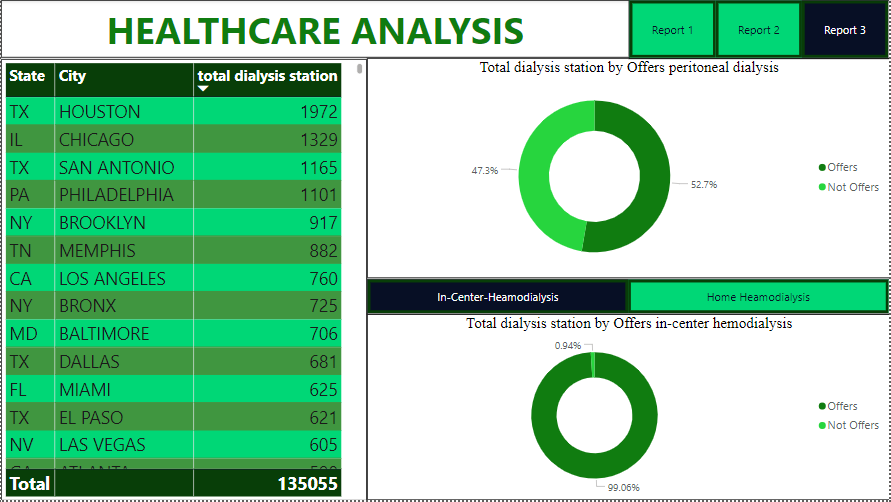 HEALTHCARE ANALYSIS
Report 1
Report 2
Report 3
State City total dialysis station
TX HOUSTON 1972
IL CHICAGO 1329
TX SAN ANTONIO 1165
PA PHILADELPHIA 1101
NY BROOKLYN 917
TN MEMPHIS 882
CA LOS ANGELES 760
NY BRONX 725
MD BALTIMORE 706
TX DALLAS 681
FL MIAMI 625
TX EL PASO 621
NV LAS VEGAS 605
Total 135055
Total dialysis station by Offers peritoneal dialysis
47.3%
52.7%
Offers
Not Offers
In-Center-Heamodialysis
Home Heamodialysis
Total dialysis station by Offers in-center hemodialysis
0.94%
99.06%
Offers
Not Offers